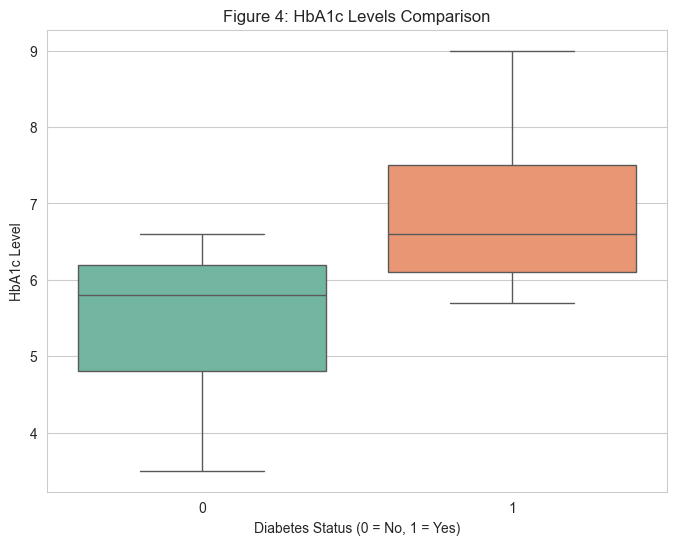 Figure 4: HbA1c Levels Comparison
HbA1c Level
9
8
7
6
5
4
0
1
Diabetes Status (0 = No, 1 = Yes)